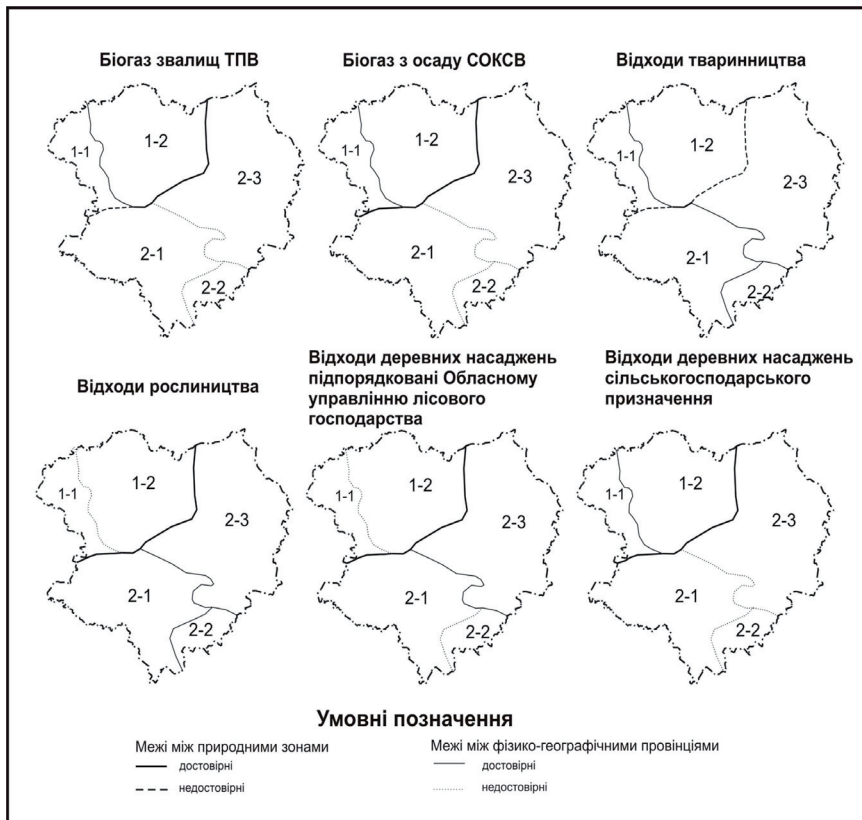 Біогаз звалищ ТПВ
Біогаз з осаду СОКСВ
Відходи тваринництва
1-1
1-2
2-3
2-1
2-2
1-1
1-2
2-3
2-1
2-2
1-1
1-2
2-3
2-1
2-2
Відходи рослиництва
Відходи деревних насаджень
підпорядковані Обласному
управлінню лісового
господарства
Відходи деревних насаджень
сільськогосподарського
призначення
1-1
1-2
2-3
2-1
2-2
1-1
1-2
2-3
2-1
2-2
1-1
1-2
2-3
2-1
2-2
Умовні позначення
Межі між природними зонами
достовірні
недостовірні
Межі між фізико-географічними провінціями
достовірні
недостовірні